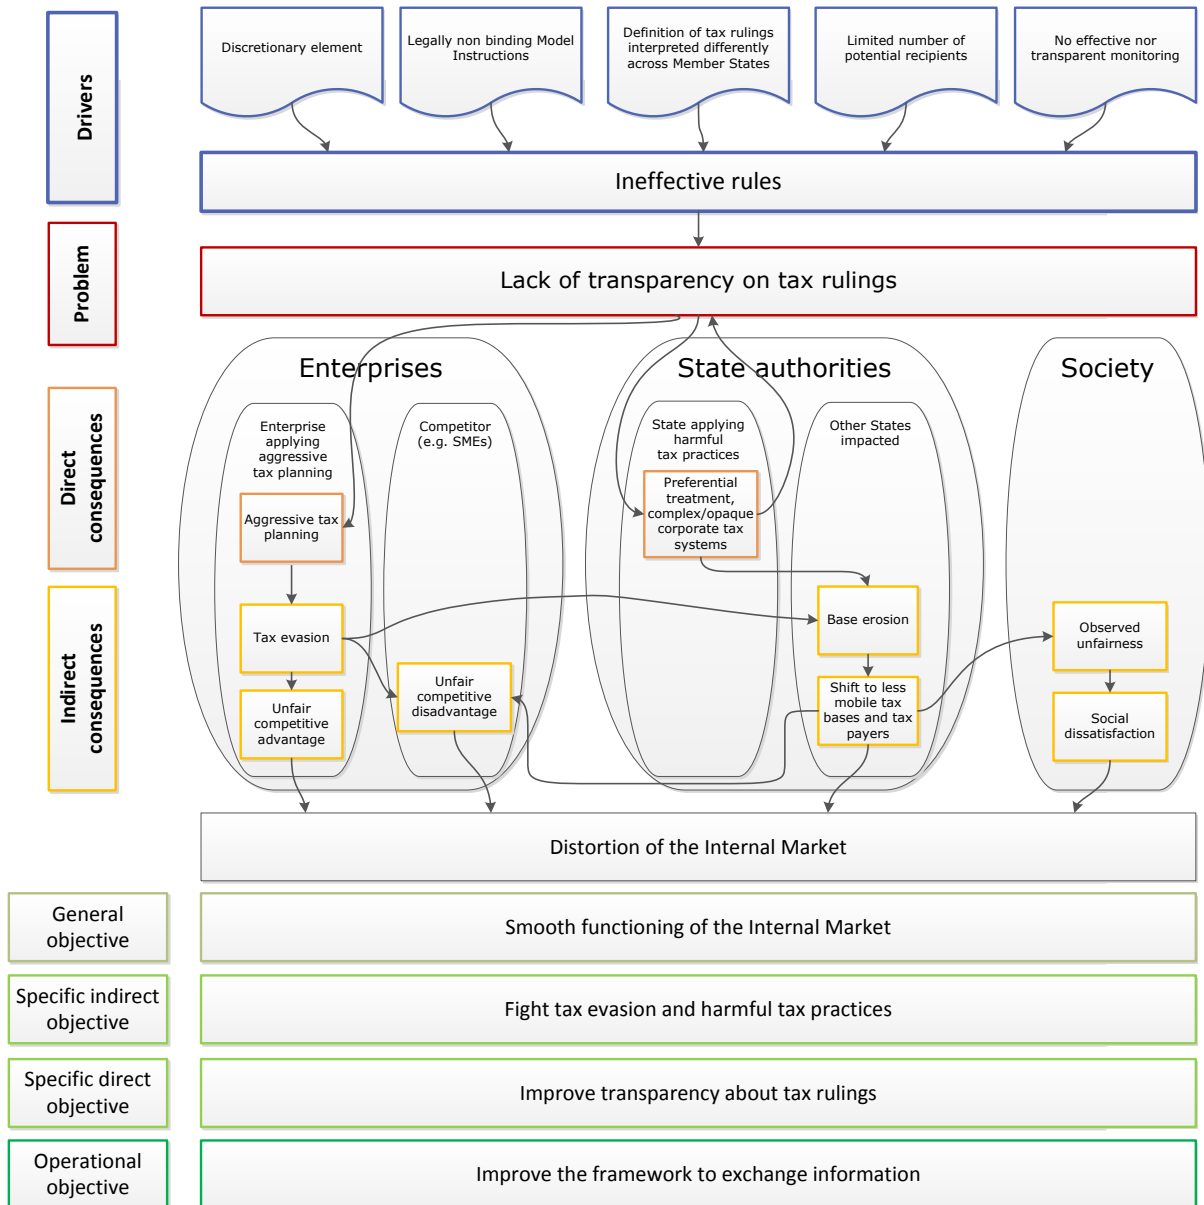 Drivers
Discretionary element
Legally non binding Model
Instructions
Definition of tax rulings
interpreted differently
across Member States
Limited number of
potential recipients
No effective nor
transparent monitoring
Ineffective rules
Problem
Lack of transparency on tax rulings
Enterprises
State authorities
Society
Direct
consequences
Enterprise
applying
aggressive
tax planning
Competitor
(e.g. SMEs)
State applying
harmful
tax practices
Other States
impacted
Aggressive tax
planning
Preferential
treatment,
complex/opaque
corporate tax
systems
Indirect
consequences
Tax evasion
Base erosion
Observed
unfairness
Unfair
competitive
disadvantage
Unfair
competitive
advantage
Shift to less
mobile tax
bases and tax
payers
Social
dissatisfaction
Distortion of the Internal Market
General
objective
Smooth functioning of the Internal Market
Specific indirect
objective
Fight tax evasion and harmful tax practices
Specific direct
objective
Improve transparency about tax rulings
Operational
objective
Improve the framework to exchange information